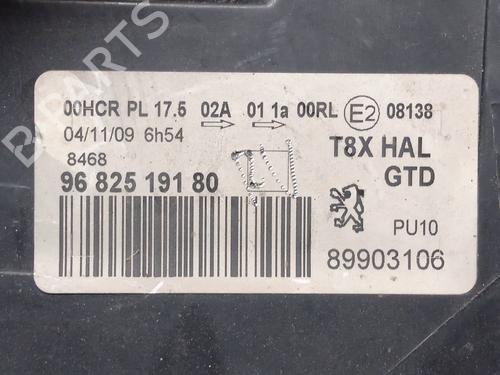 B-PARTS
00HCR PL 17.5 02A 01 1a 00RL E2 08138
04/11/09 6h54
8468
96 825 191 80
T8X HAL
GTD
PU10
89903106